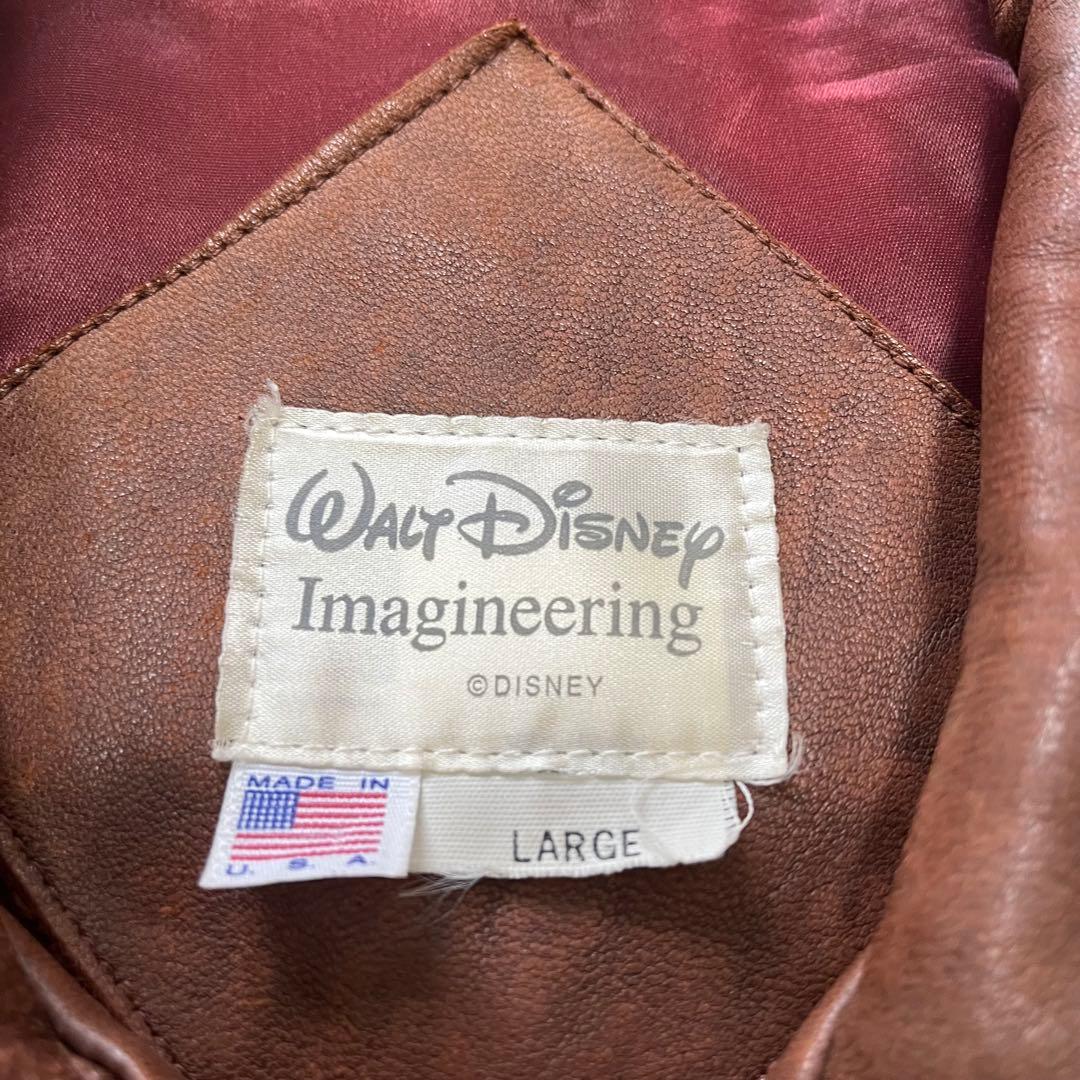 WALT DISNEY
Imagineering
©DISNEY
MADE IN
U. S. A.
LARGE